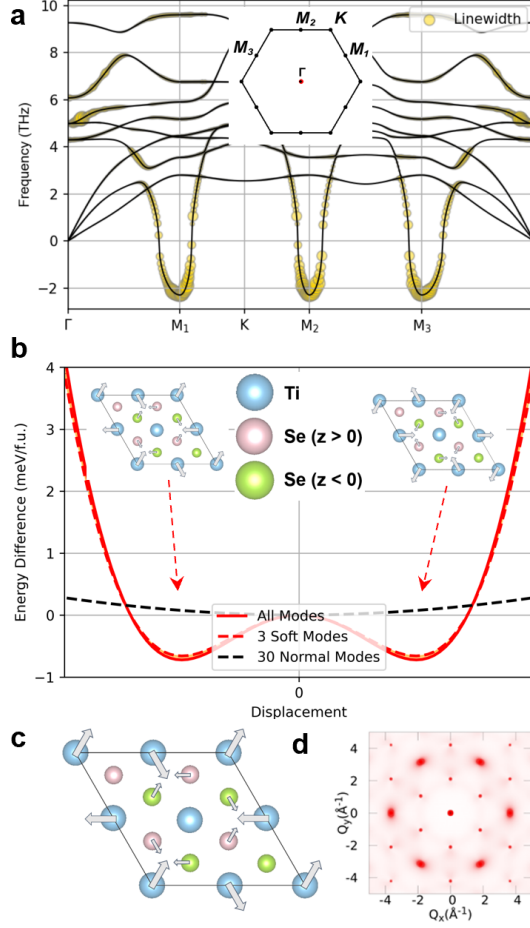 a
Frequency (THz)
10
8
6
4
2
0
−2
Linewidth
M2
K
M3
M1
Γ
Γ
M1
K
M2
M3
b
Energy Difference (meV/f.u.)
4
3
2
1
0
−1
Ti
Se (z > 0)
Se (z < 0)
All Modes
3 Soft Modes
30 Normal Modes
0
Displacement
c
d
Qy(Å-1)
4
2
0
-2
-4
-4 -2 0 2 4
Qx(Å-1)